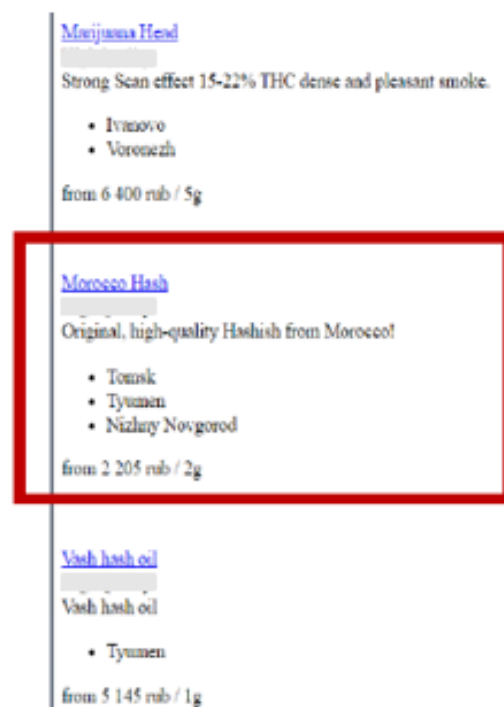 Marijuana Head
Strong Sean effect 15-22% THC dense and pleasant smoke.
• Ivanovo
• Voronezh
from 6 400 rub / 5g
Morocco Hash
Original, high-quality Hashish from Morocco!
• Tomsk
• Tyumen
• Nizhny Novgorod
from 2 205 rub / 2g
Vash hash oil
Vash hash oil
• Tyumen
from 5 145 rub / 1g